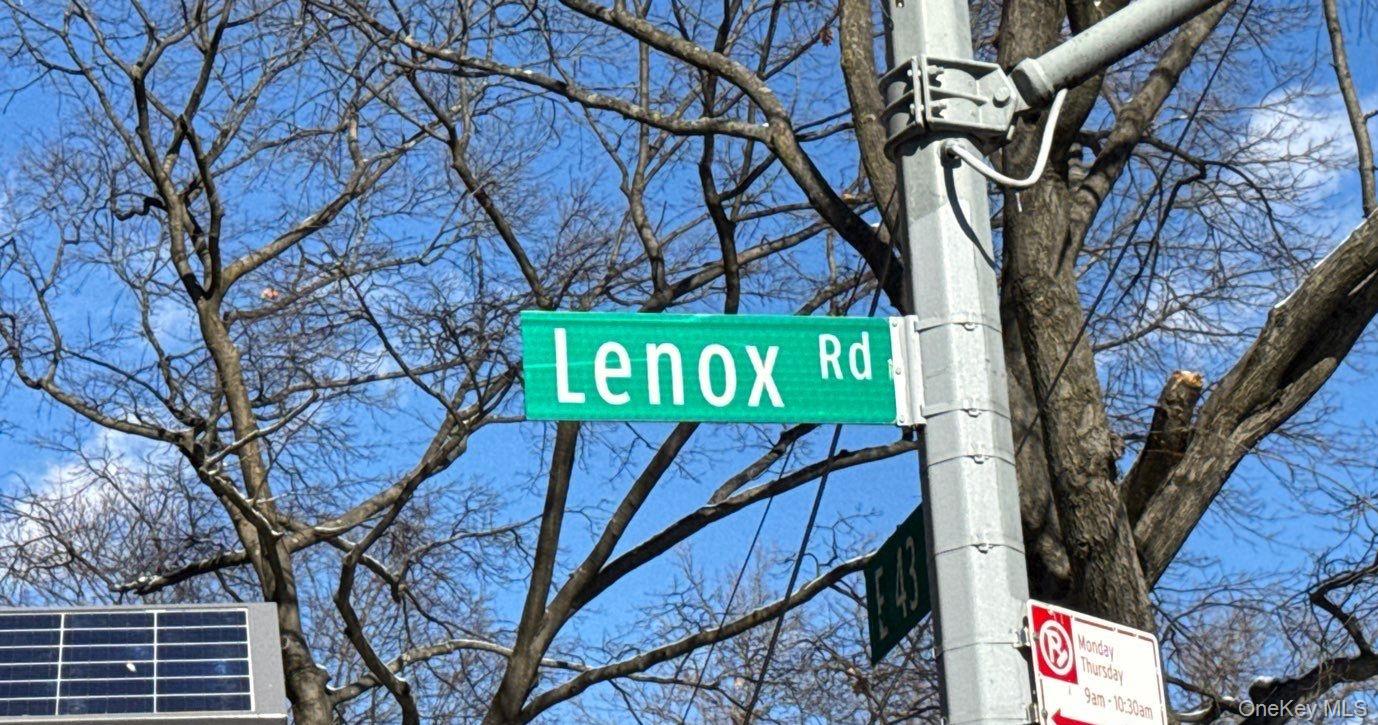 Lenox Rd
E 43
P
Monday
Thursday
9am - 10:30am
OneKey MLS